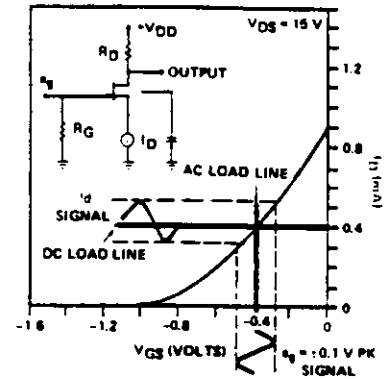 +VDD
VDS = 15 V
RD
OUTPUT
eg
RG
ID
1.2
AC LOAD LINE
ID (mA)
0.8
id
SIGNAL
0.4
DC LOAD LINE
0
-1.6
-1.2
-0.8
-0.4
0
VGS (VOLTS)
eg = ±0.1 V PK
SIGNAL